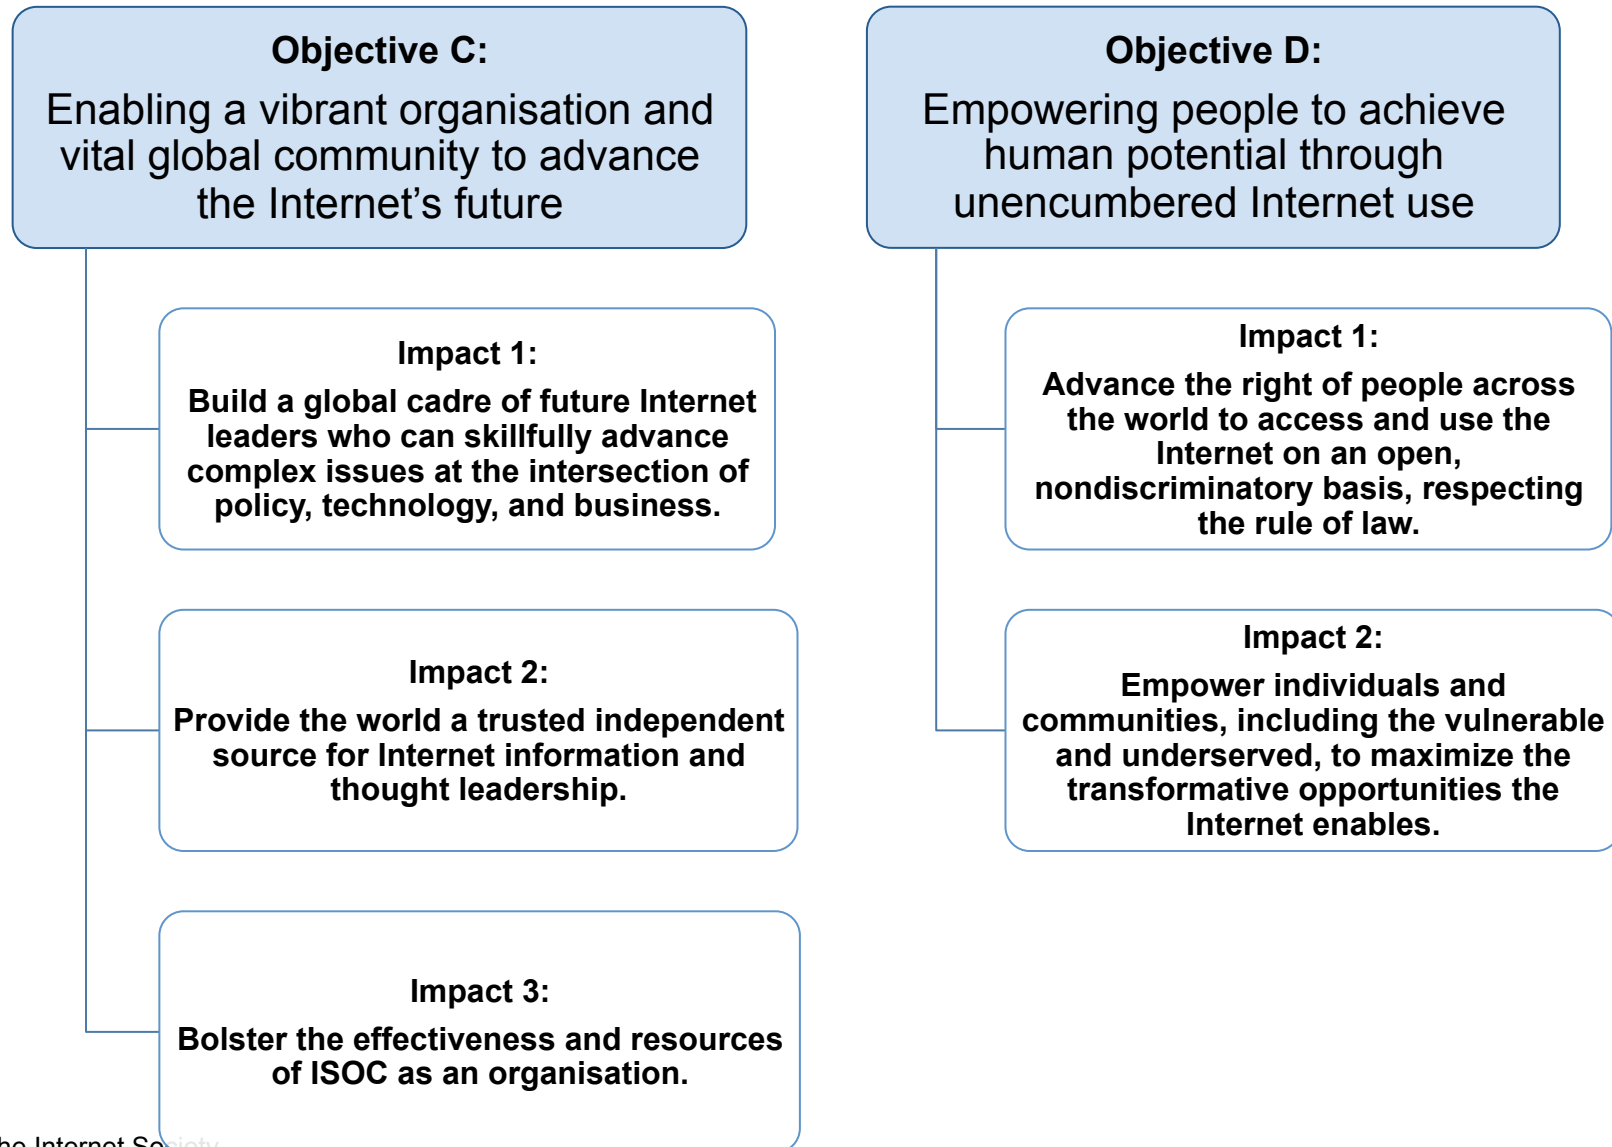 Objective C:
Enabling a vibrant organisation and
vital global community to advance
the Internet’s future
Impact 1:
Build a global cadre of future Internet
leaders who can skillfully advance
complex issues at the intersection of
policy, technology, and business.
Impact 2:
Provide the world a trusted independent
source for Internet information and
thought leadership.
Impact 3:
Bolster the effectiveness and resources
of ISOC as an organisation.
Objective D:
Empowering people to achieve
human potential through
unencumbered Internet use
Impact 1:
Advance the right of people across
the world to access and use the
Internet on an open,
nondiscriminatory basis, respecting
the rule of law.
Impact 2:
Empower individuals and
communities, including the vulnerable
and underserved, to maximize the
transformative opportunities the
Internet enables.
he Internet Society